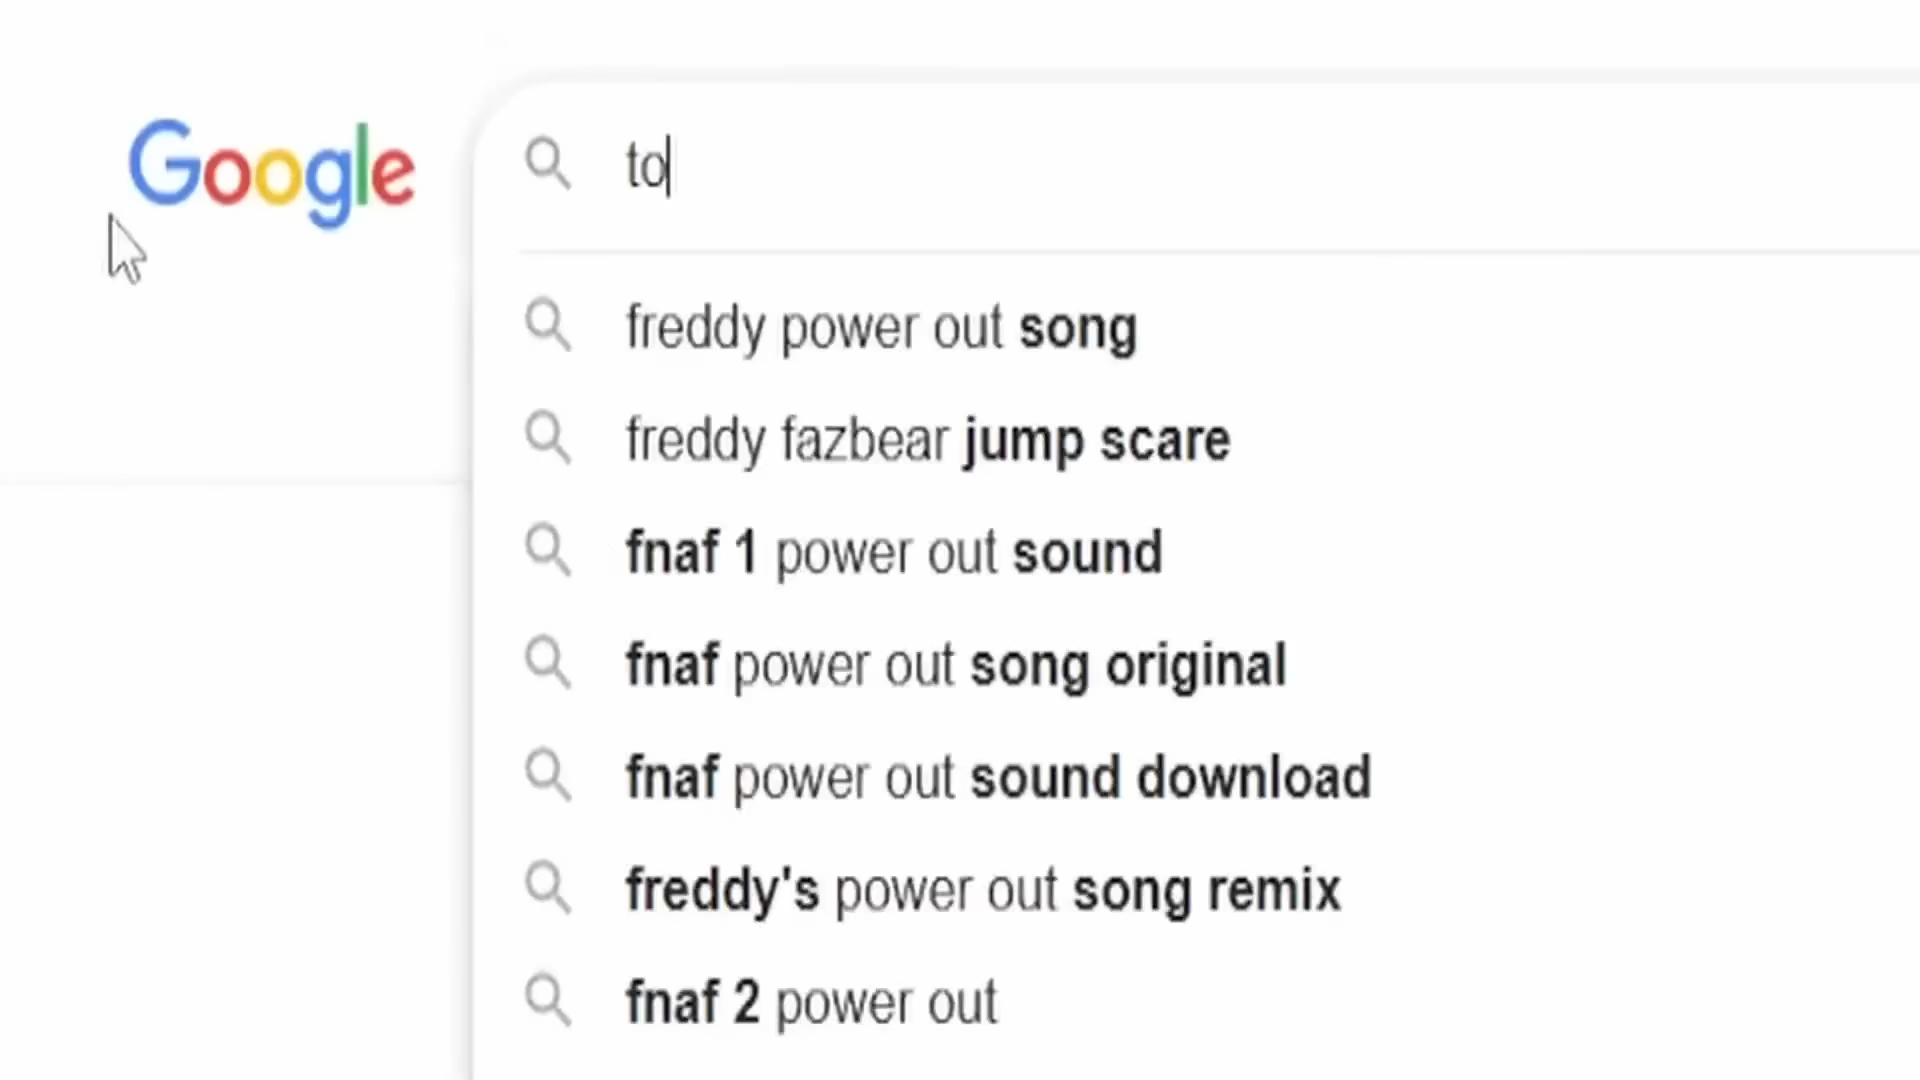 Google
to
freddy power out song
freddy fazbear jump scare
fnaf 1 power out sound
fnaf power out song original
fnaf power out sound download
freddy's power out song remix
fnaf 2 power out